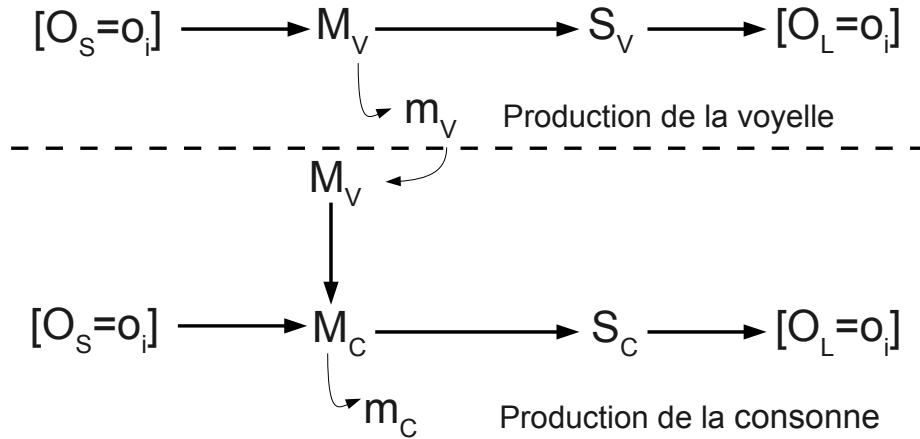 [O_S=o_i] M_V S_V [O_L=o_i]
m_V
Production de la voyelle
M_V
[O_S=o_i] M_C S_C [O_L=o_i]
m_C
Production de la consonne